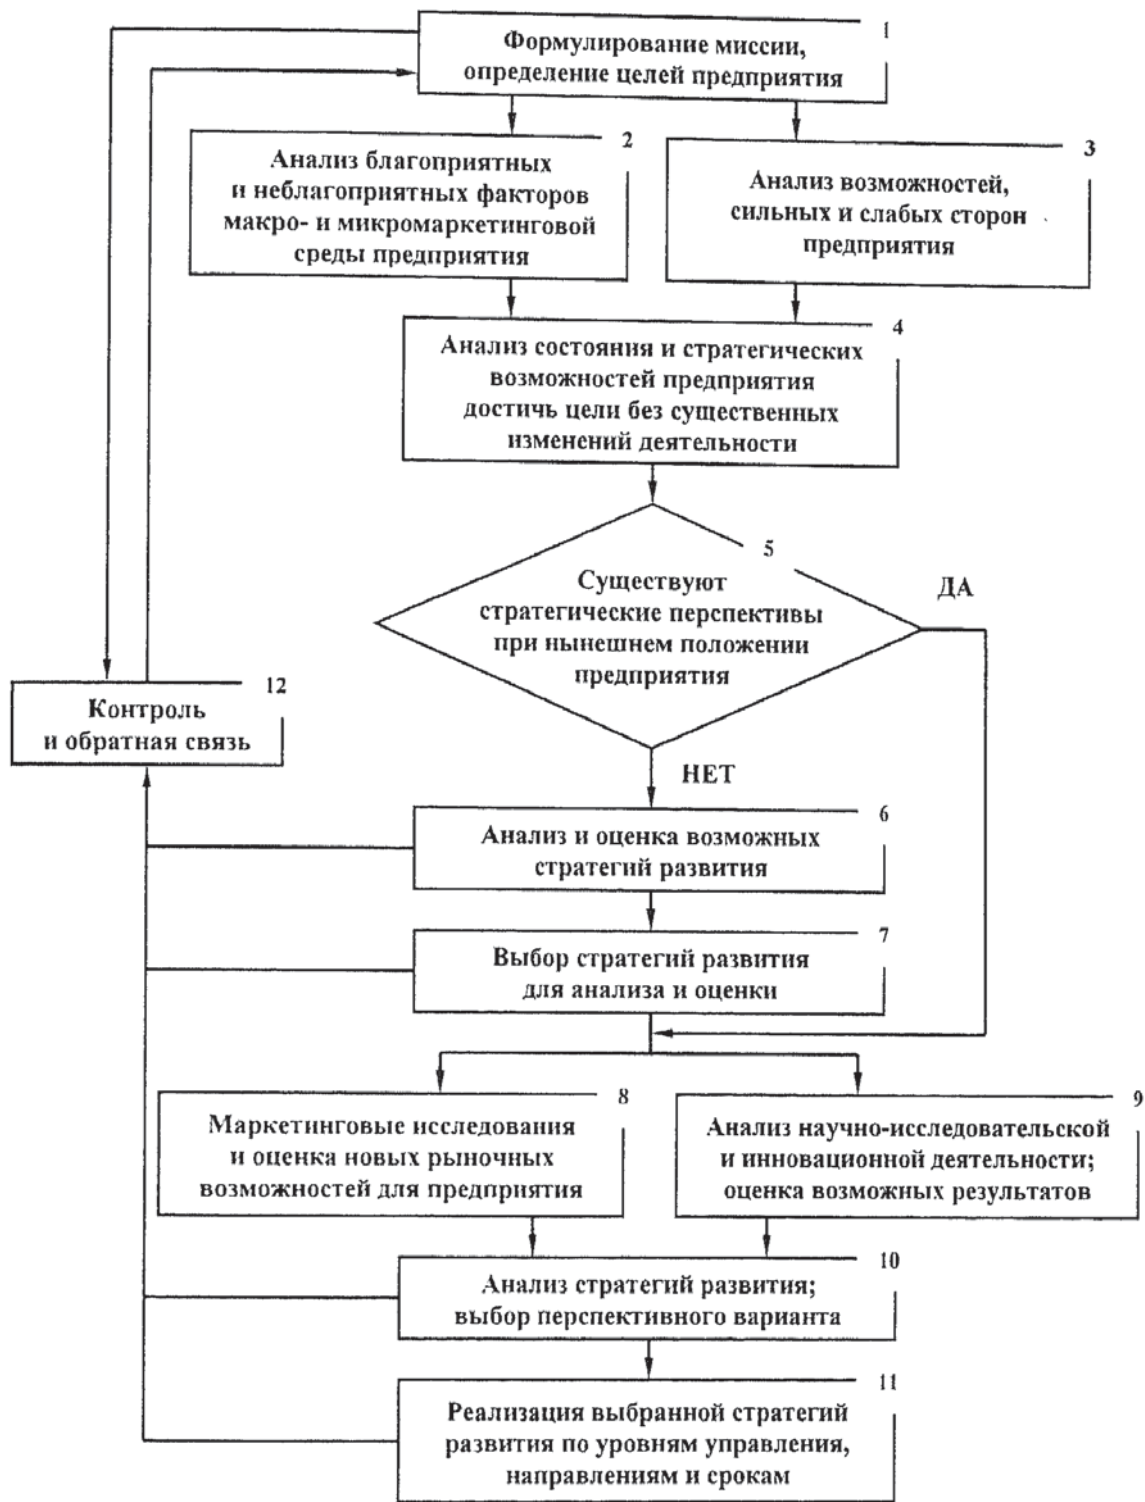 1
Формулирование миссии,
определение целей предприятия
2
Анализ благоприятных
и неблагоприятных факторов
макро- и микромаркетинговой
среды предприятия
3
Анализ возможностей,
сильных и слабых сторон
предприятия
4
Анализ состояния и стратегических
возможностей предприятия
достичь цели без существенных
изменений деятельности
5
Существуют
стратегические перспективы
при нынешнем положении
предприятия
ДА
12
Контроль
и обратная связь
НЕТ
6
Анализ и оценка возможных
стратегий развития
7
Выбор стратегий развития
для анализа и оценки
8
Маркетинговые исследования
и оценка новых рыночных
возможностей для предприятия
9
Анализ научно-исследовательской
и инновационной деятельности;
оценка возможных результатов
10
Анализ стратегий развития;
выбор перспективного варианта
11
Реализация выбранной стратегий
развития по уровням управления,
направлениям и срокам